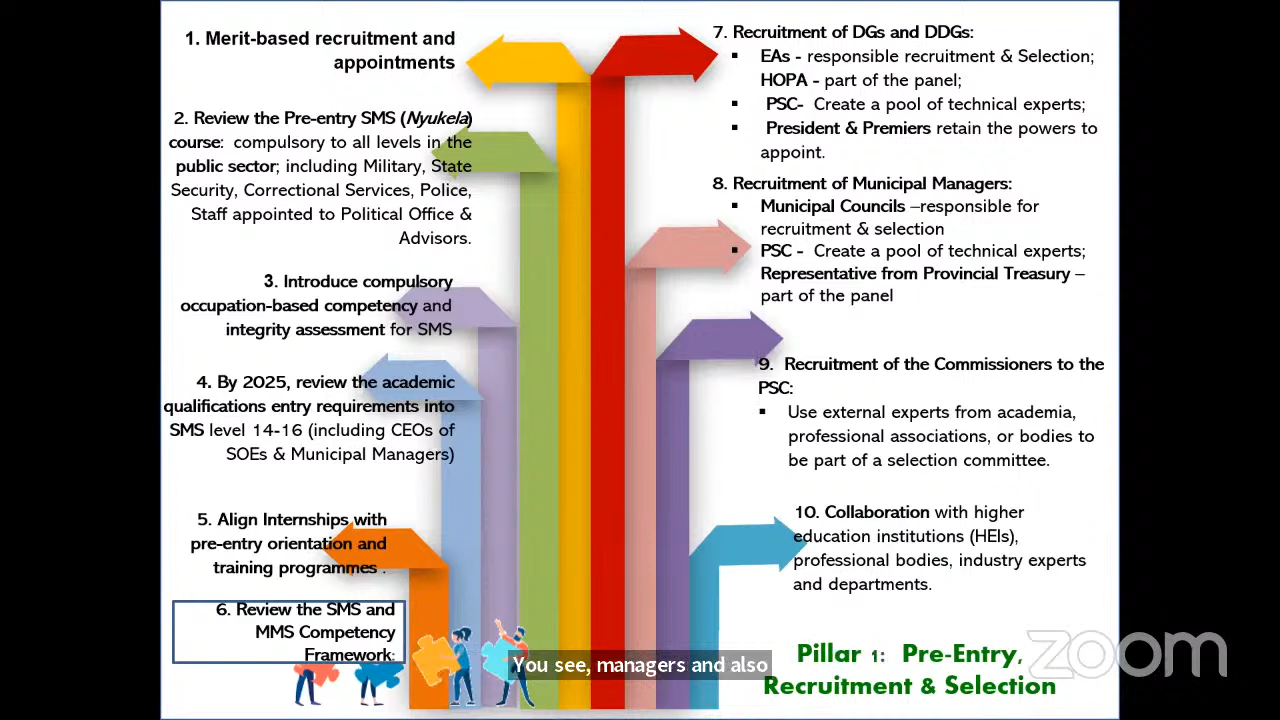 1. Merit-based recruitment and
appointments
2. Review the Pre-entry SMS (Nyukela)
course: compulsory to all levels in the
public sector; including Military, State
Security, Correctional Services, Police,
Staff appointed to Political Office &
Advisors.
3. Introduce compulsory
occupation-based competency and
integrity assessment for SMS
4. By 2025, review the academic
qualifications entry requirements into
SMS level 14-16 (including CEOs of
SOEs & Municipal Managers)
5. Align Internships with
pre-entry orientation and
training programmes .
6. Review the SMS and
MMS Competency
Framework:
7. Recruitment of DGs and DDGs:
▪ EAs - responsible recruitment & Selection;
HOPA - part of the panel;
▪ PSC- Create a pool of technical experts;
▪ President & Premiers retain the powers to
appoint.
8. Recruitment of Municipal Managers:
▪ Municipal Councils –responsible for
recruitment & selection
▪ PSC - Create a pool of technical experts;
Representative from Provincial Treasury –
part of the panel
9. Recruitment of the Commissioners to the
PSC:
▪ Use external experts from academia,
professional associations, or bodies to
be part of a selection committee.
10. Collaboration with higher
education institutions (HEIs),
professional bodies, industry experts
and departments.
Pillar 1: Pre-Entry,
Recruitment & Selection
You see, managers and also
zoom